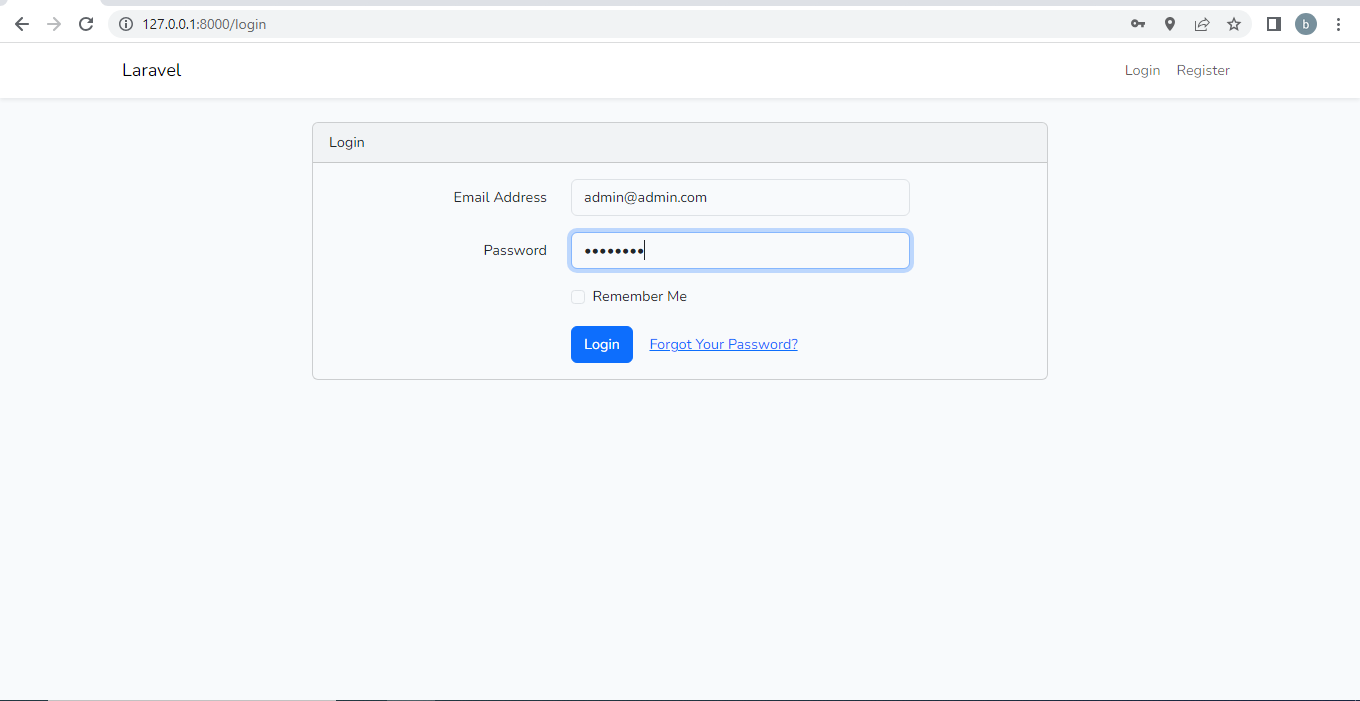 127.0.0.1:8000/login
b
Laravel
Login Register
Login
Email Address admin@admin.com
Password ••••••••
Remember Me
Login Forgot Your Password?